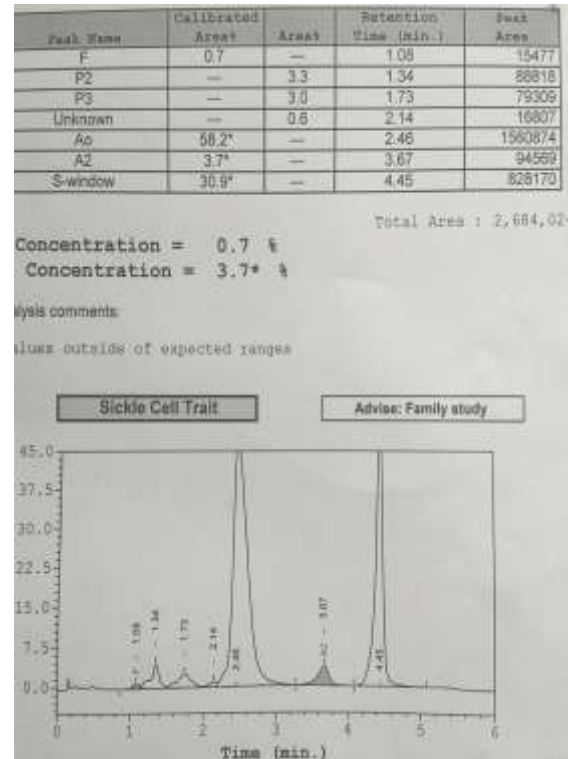 Calibrated Retention Peak
Peak Name Area% Area% Time (min.) Area
F 0.7 — 1.08 15477
P2 — 3.3 1.34 88818
P3 — 3.0 1.73 79309
Unknown — 0.6 2.14 16807
Ao 58.2* — 2.46 1560874
A2 3.7* — 3.67 94569
S-window 30.9* — 4.45 828170
Total Area : 2,684,02
Concentration = 0.7 %
Concentration = 3.7* %
alysis comments:
alues outside of expected ranges
Sickle Cell Trait Advise: Family study
45.0
37.5
30.0
22.5
15.0
7.5
0.0
F - 1.08
1.34
1.73
2.14
2.46
A2 - 3.67
4.45
0 1 2 3 4 5 6
Time (min.)